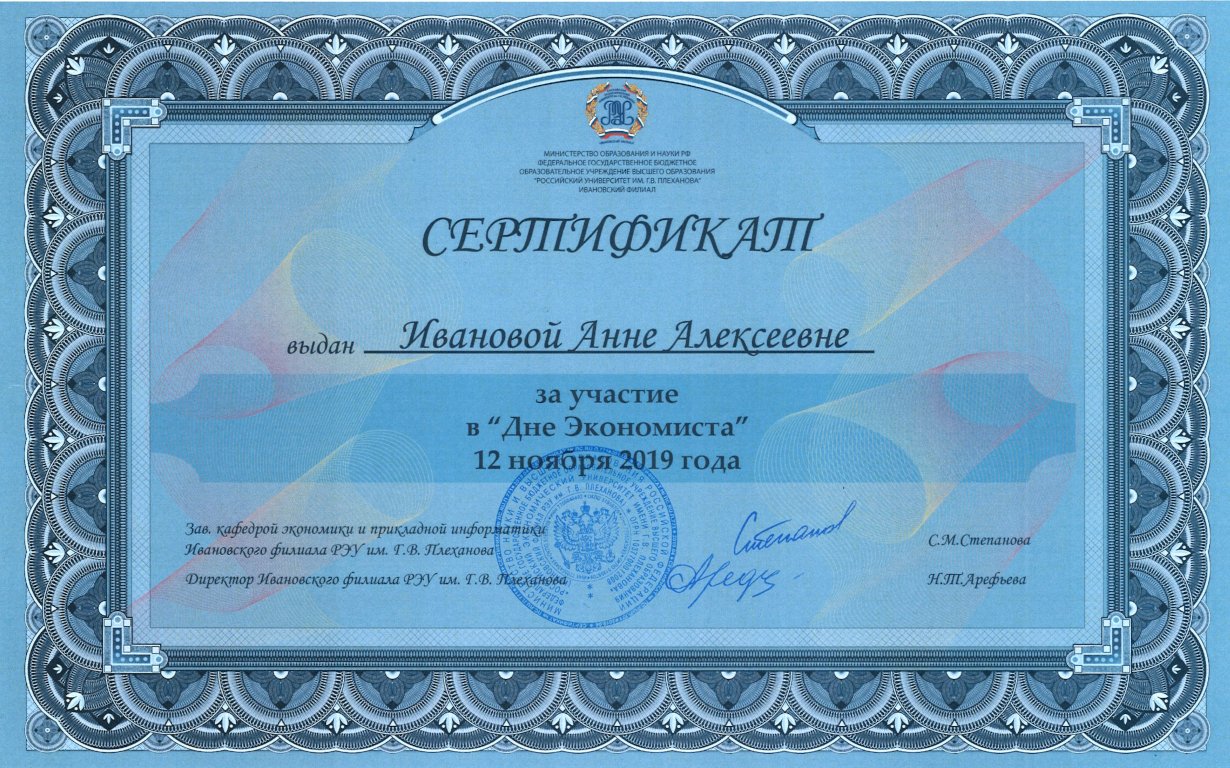 МИНИСТЕРСТВО ОБРАЗОВАНИЯ И НАУКИ РФ
ФЕДЕРАЛЬНОЕ ГОСУДАРСТВЕННОЕ БЮДЖЕТНОЕ
ОБРАЗОВАТЕЛЬНОЕ УЧРЕЖДЕНИЕ ВЫСШЕГО ОБРАЗОВАНИЯ
"РОССИЙСКИЙ УНИВЕРСИТЕТ ИМ. Г.В. ПЛЕХАНОВА"
ИВАНОВСКИЙ ФИЛИАЛ
СЕРТИФИКАТ
выдан Ивановой Анне Алексеевне
за участие
в “Дне Экономиста”
12 ноября 2019 года
Зав. кафедрой экономики и прикладной информатики
Ивановского филиала РЭУ им. Г.В. Плеханова
С.М.Степанова
Директор Ивановского филиала РЭУ им. Г.В. Плеханова
Н.Т.Арефьева